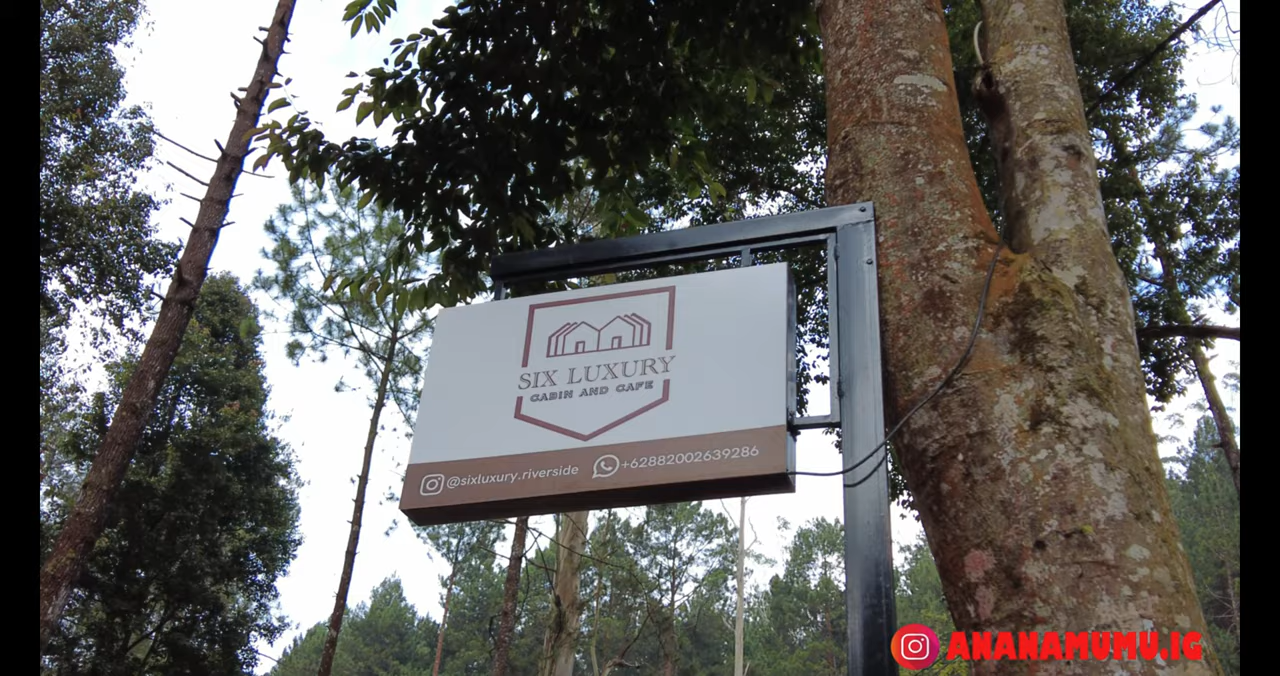 SIX LUXURY
CABIN AND CAFE
@sixluxury.riverside +62882002639286
ANANAMUMU.IG